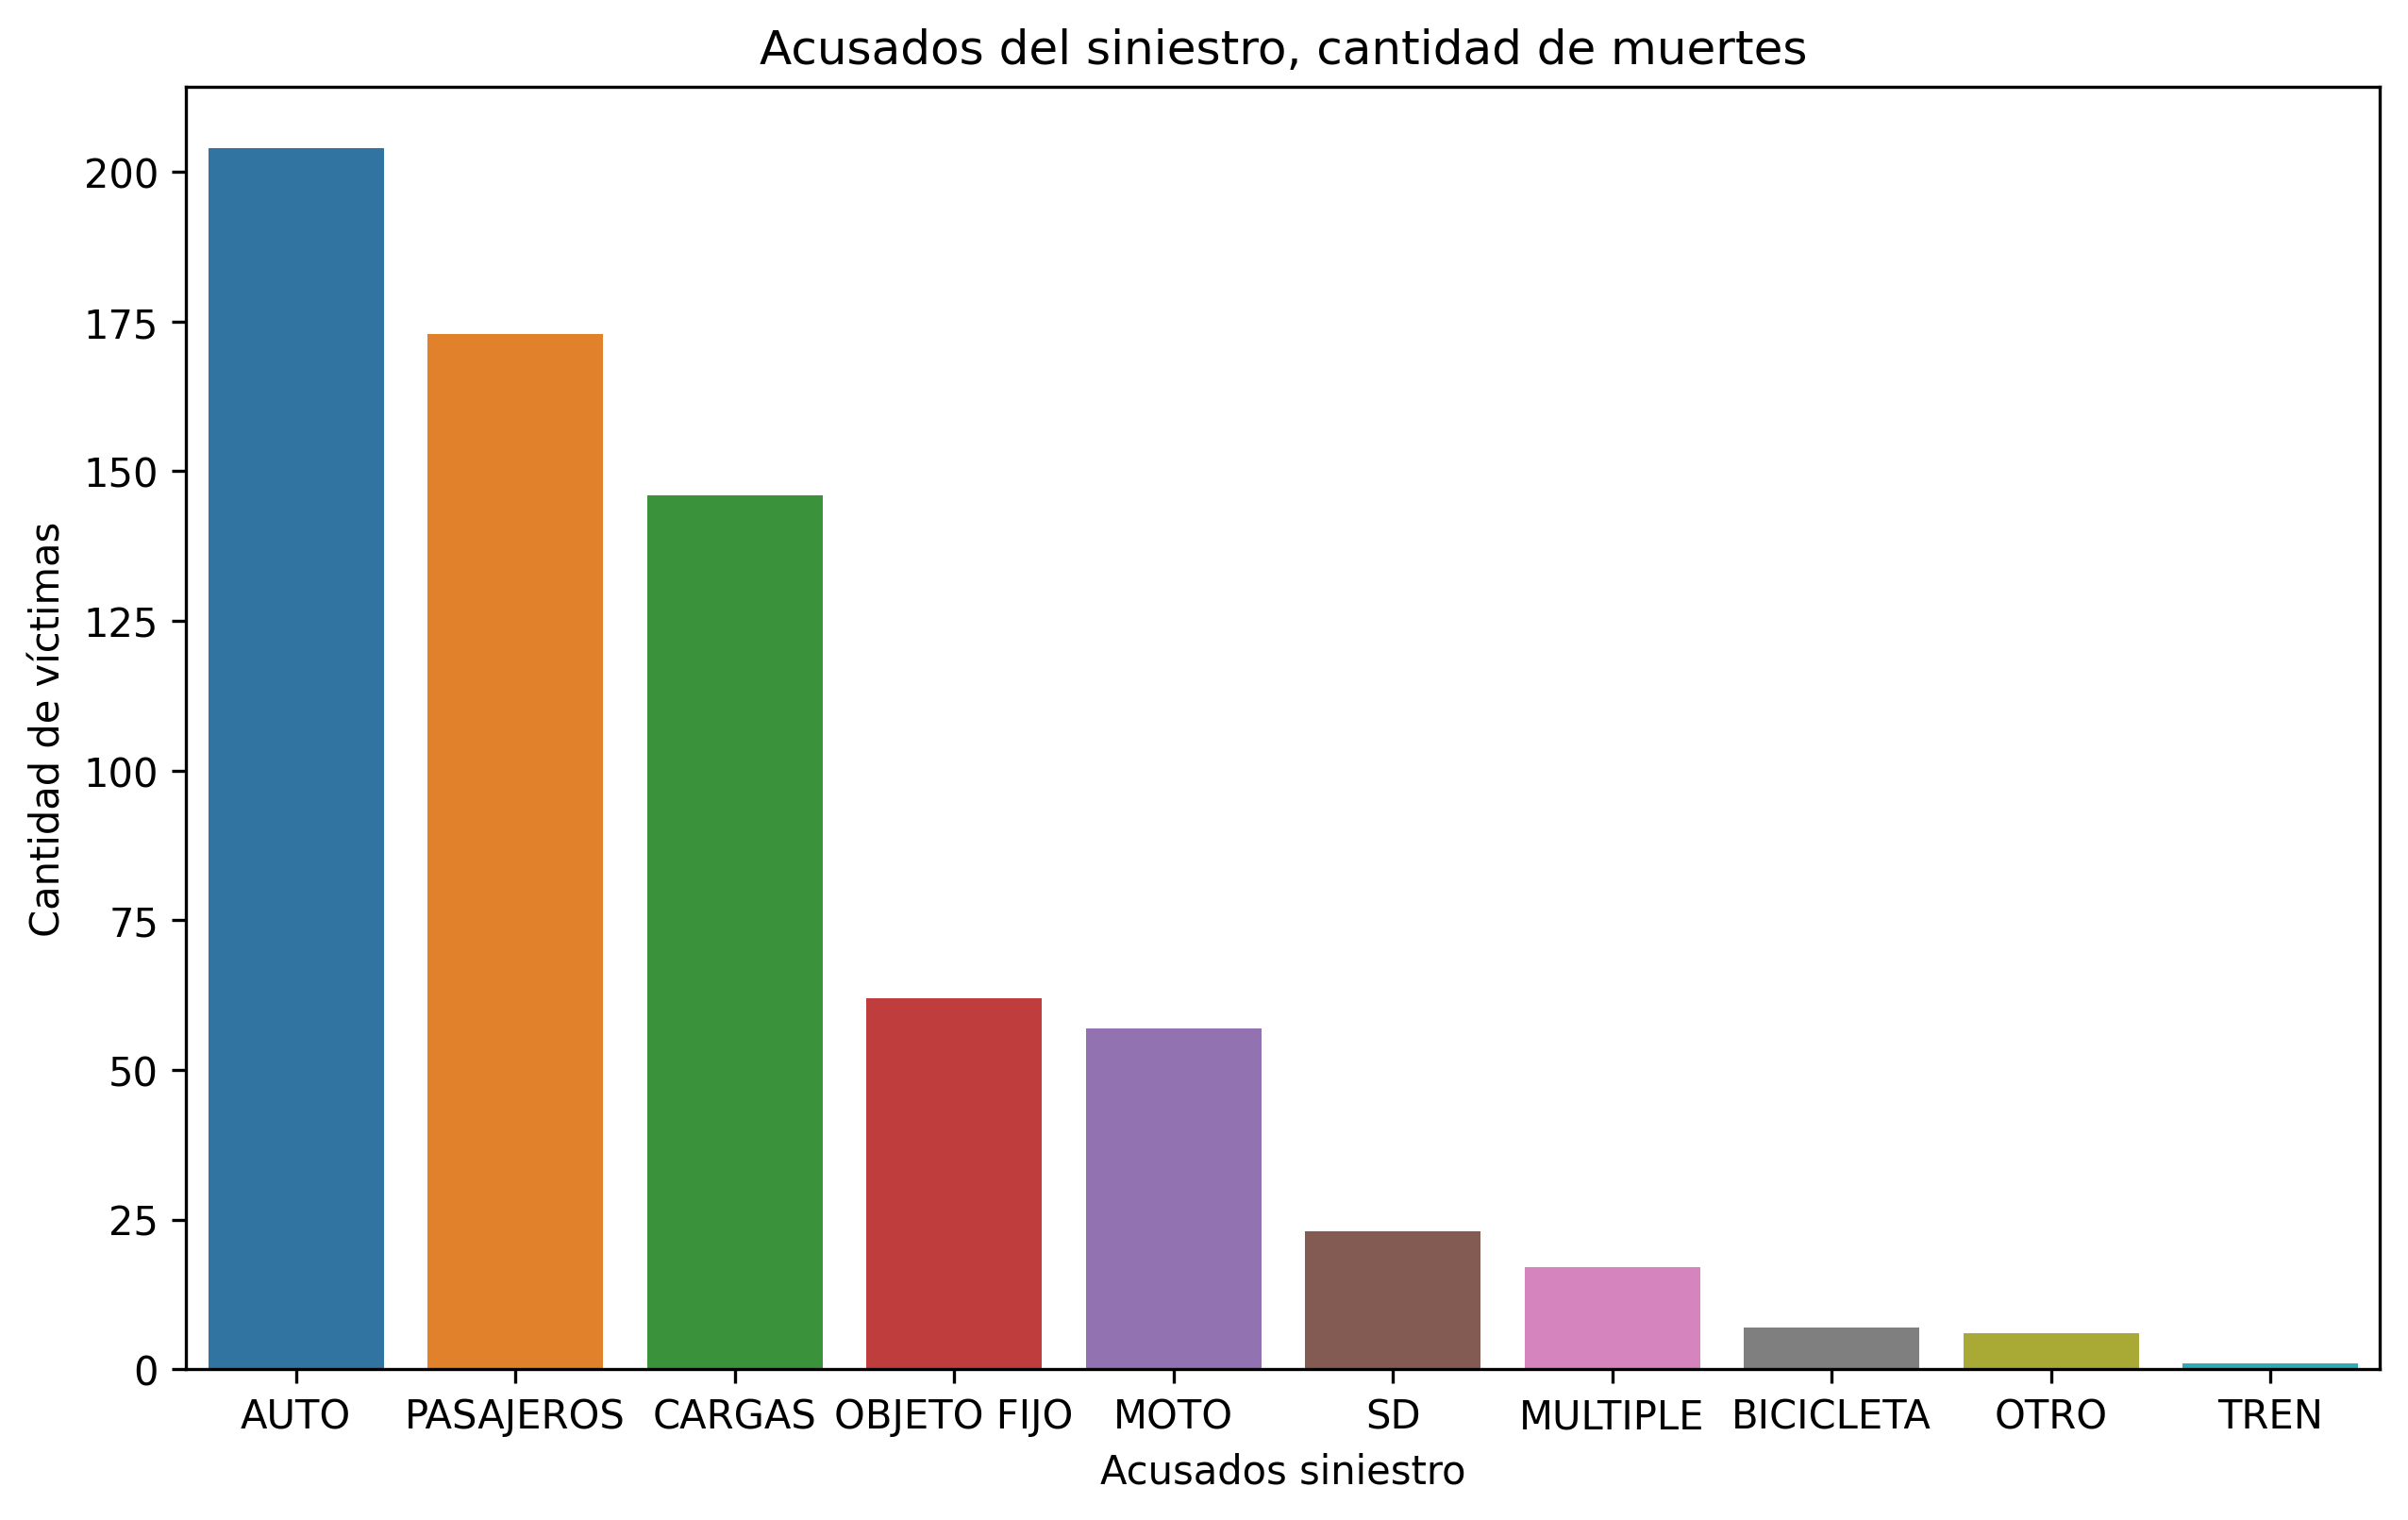 Acusados del siniestro, cantidad de muertes
Cantidad de víctimas
200
175
150
125
100
75
50
25
0
AUTO PASAJEROS CARGAS OBJETO FIJO MOTO SD MULTIPLE BICICLETA OTRO TREN
Acusados siniestro